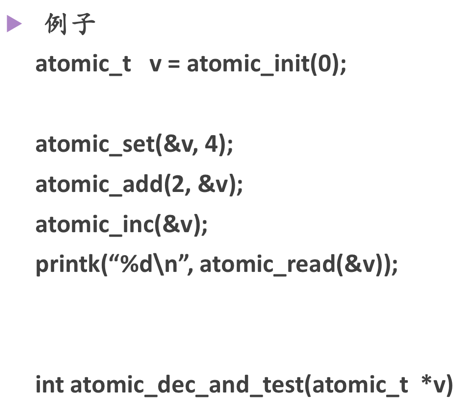 例子
atomic_t v = atomic_init(0);
atomic_set(&v, 4);
atomic_add(2, &v);
atomic_inc(&v);
printk(“%d\n”, atomic_read(&v));
int atomic_dec_and_test(atomic_t *v)